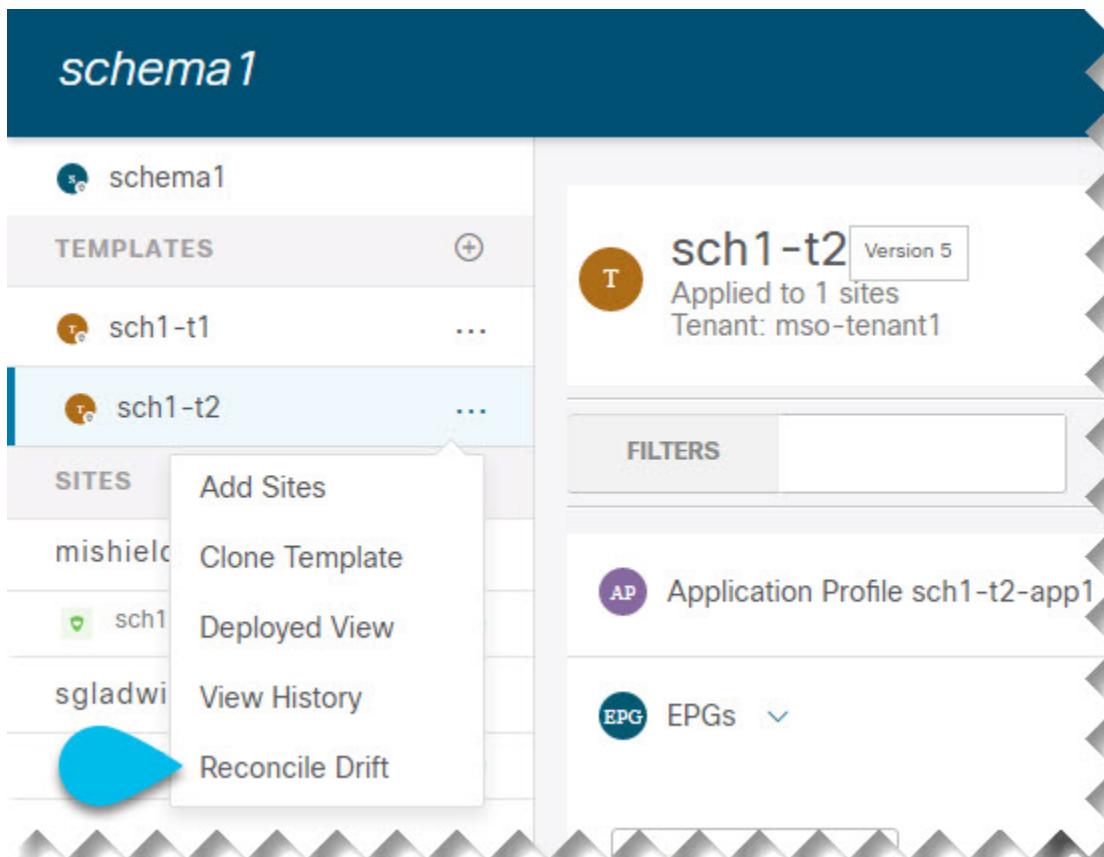 schema1
schema1
TEMPLATES
sch1-t1
sch1-t2
SITES
sch1
Add Sites
Clone Template
Deployed View
View History
Reconcile Drift
T
sch1-t2 Version 5
Applied to 1 sites
Tenant: mso-tenant1
FILTERS
AP Application Profile sch1-t2-app1
EPG EPGs